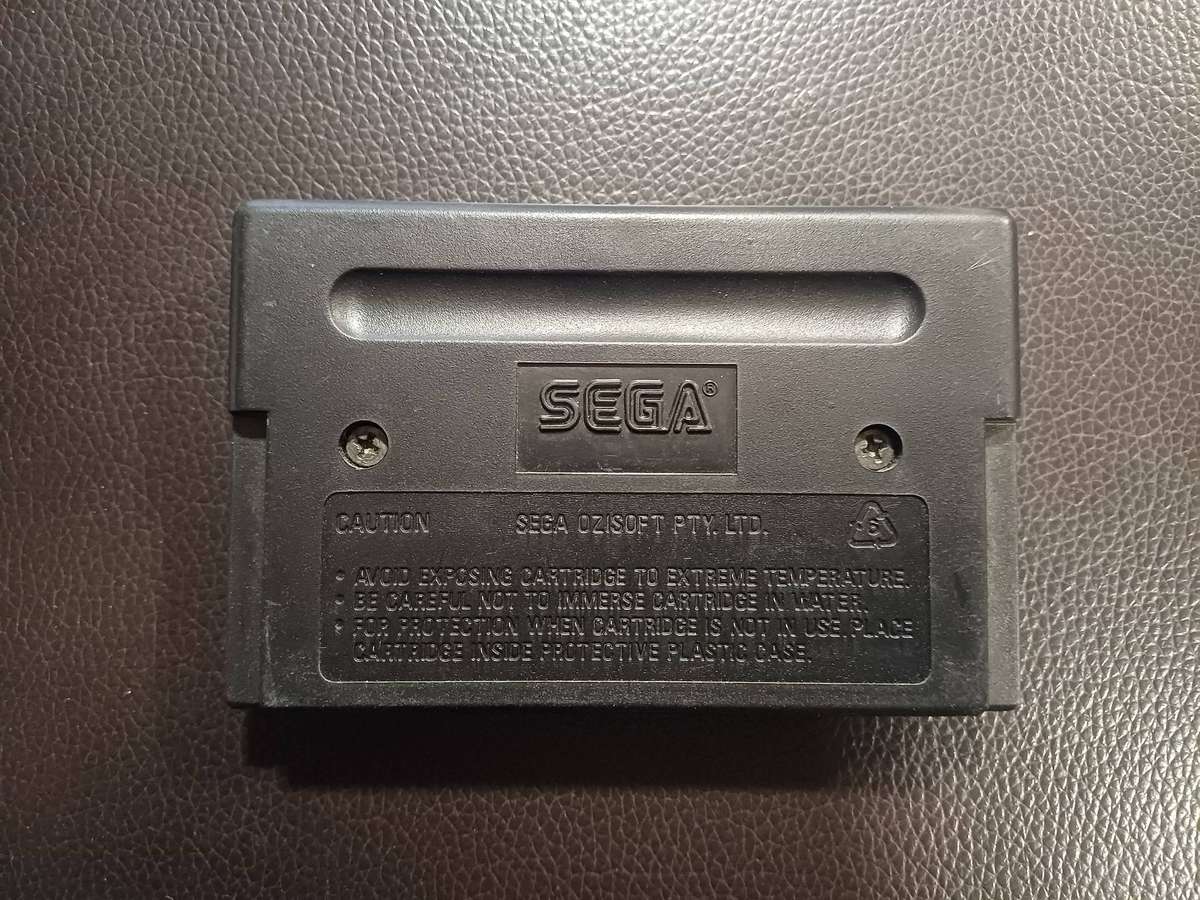 SEGA®
CAUTION SEGA OZISOFT PTY. LTD. 6
• AVOID EXPOSING CARTRIDGE TO EXTREME TEMPERATURE.
• BE CAREFUL NOT TO IMMERSE CARTRIDGE IN WATER.
• FOR PROTECTION WHEN CARTRIDGE IS NOT IN USE. PLACE
CARTRIDGE INSIDE PROTECTIVE PLASTIC CASE.